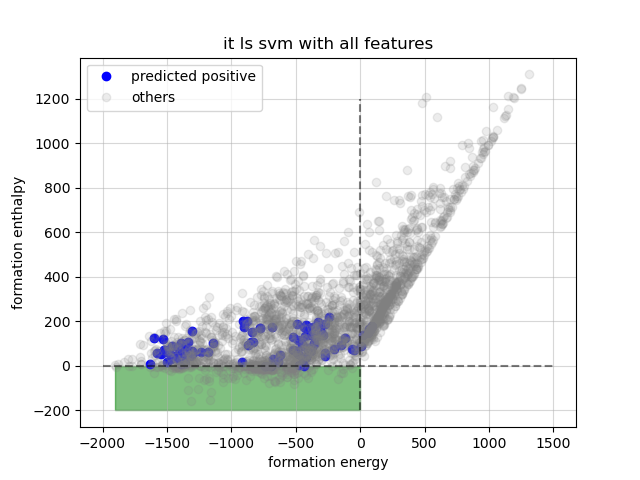 it ls svm with all features
predicted positive
others
formation enthalpy
1200
1000
800
600
400
200
0
−200
−2000 −1500 −1000 −500 0 500 1000 1500
formation energy